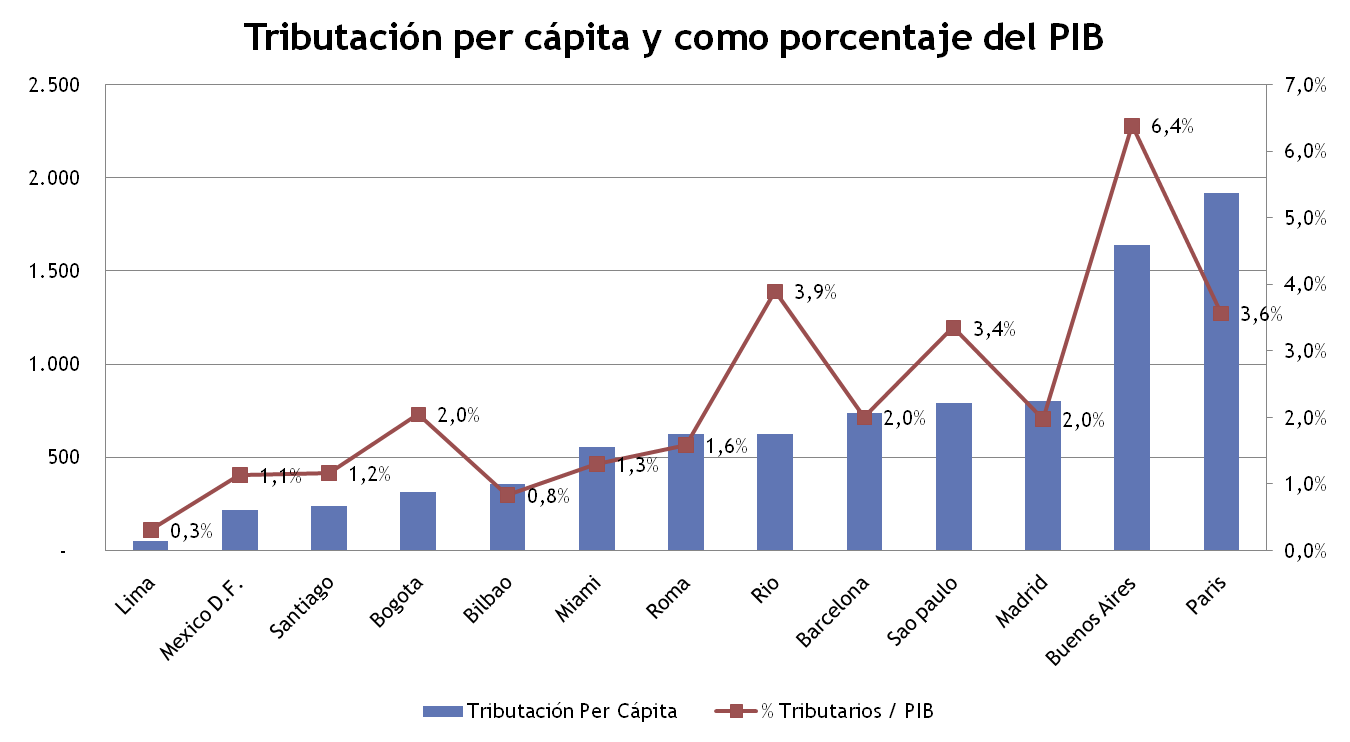 Tributación per cápita y como porcentaje del PIB
2.500
2.000
1.500
1.000
500
-
7,0%
6,0%
5,0%
4,0%
3,0%
2,0%
1,0%
0,0%
0,3%
1,1%
1,2%
2,0%
0,8%
1,3%
1,6%
3,9%
2,0%
3,4%
2,0%
6,4%
3,6%
Lima
Mexico D.F.
Santiago
Bogota
Bilbao
Miami
Roma
Rio
Barcelona
Sao paulo
Madrid
Buenos Aires
Paris
Tributación Per Cápita
% Tributarios / PIB